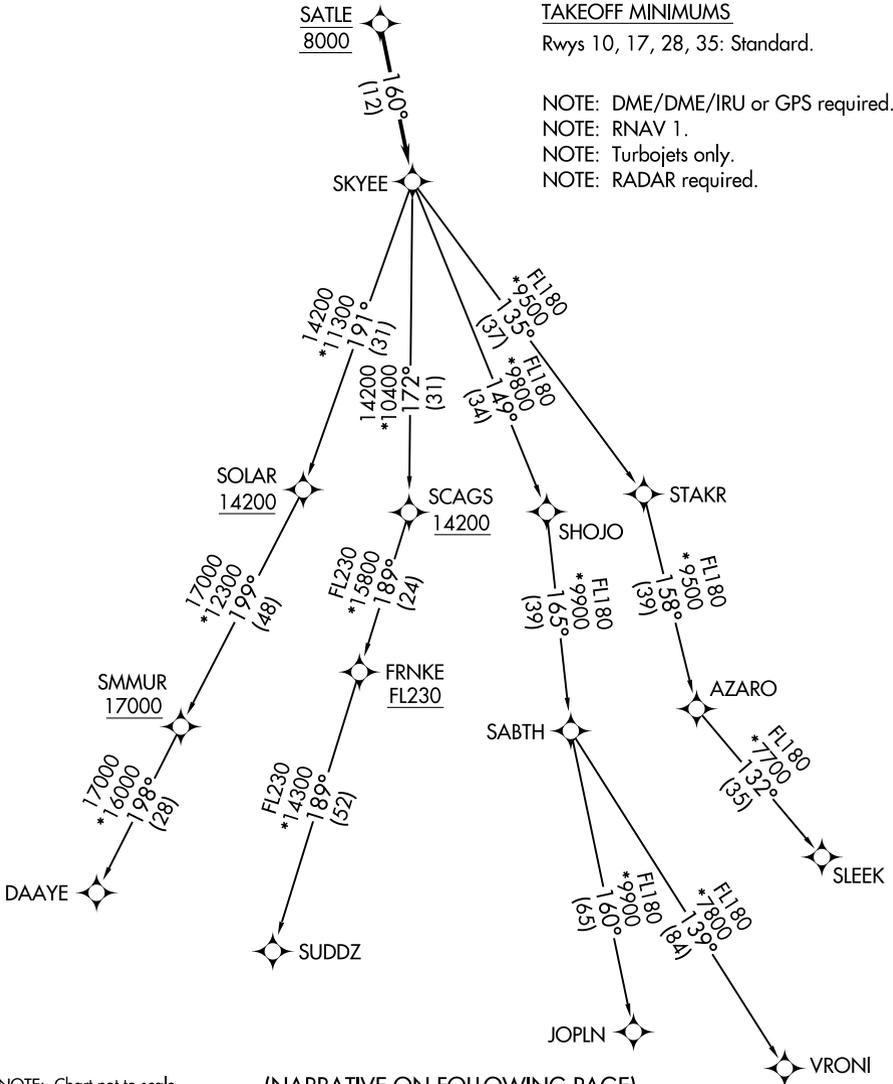 SATLE
8000
TAKEOFF MINIMUMS
Rwys 10, 17, 28, 35: Standard.
160°
(12)
NOTE: DME/DME/IRU or GPS required.
NOTE: RNAV 1.
NOTE: Turbojets only.
NOTE: RADAR required.
SKYEE
14200
*11300
191°
(31)
14200
*10400
172°
(31)
FL180
*9800
149°
(34)
FL180
*9500
135°
(37)
SOLAR
14200
SCAGS
14200
SHOJO
STAKR
17000
*12300
199°
(48)
FL230
*15800
189°
(24)
FL180
*9900
165°
(39)
FL180
*9500
158°
(39)
SMMUR
17000
FRNKE
FL230
SABTH
AZARO
17000
*16000
198°
(28)
FL230
*14300
189°
(52)
FL180
*7700
132°
(35)
DAAYE
SLEEK
FL180
*9900
160°
(65)
FL180
*7800
139°
(84)
SUDDZ
JOPLN
VRONI
NOTE: Chart not to scale
(NARRATIVE ON FOLLOWING PAGE)